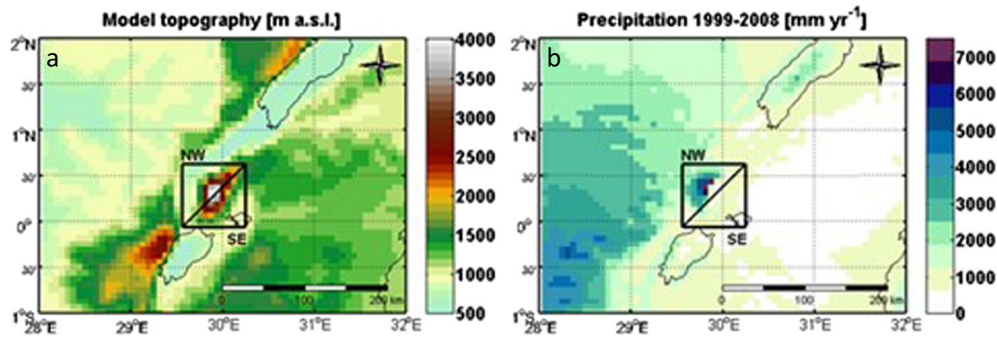 Model topography [m a.s.l.]
a
2°N
30'
1°N
30'
0°
30'
1°S
28°E 29°E 30°E 31°E 32°E
NW
SE
0 100 200 km
4000
3500
3000
2500
2000
1500
1000
500
Precipitation 1999-2008 [mm yr-1]
b
2°N
30'
1°N
30'
0°
30'
1°S
28°E 29°E 30°E 31°E 32°E
NW
SE
0 100 200 km
7000
6000
5000
4000
3000
2000
1000
0